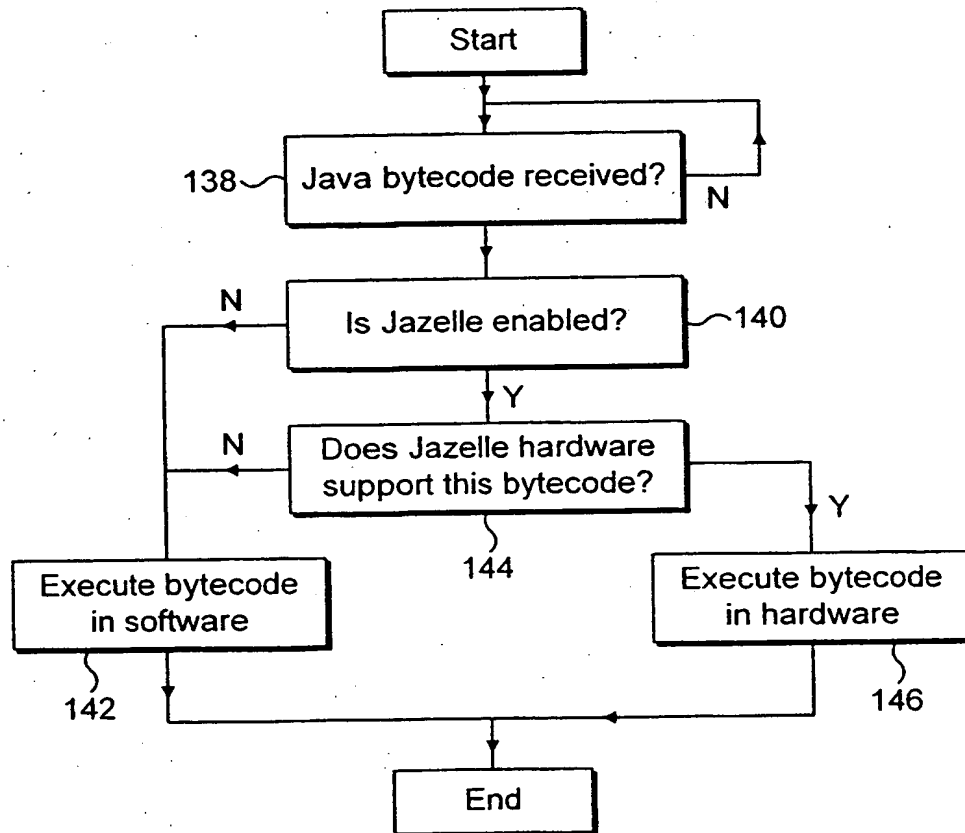 Start
138
Java bytecode received?
N
N
Is Jazelle enabled?
140
Y
N
Does Jazelle hardware
support this bytecode?
Y
144
Execute bytecode
in software
Execute bytecode
in hardware
142
146
End